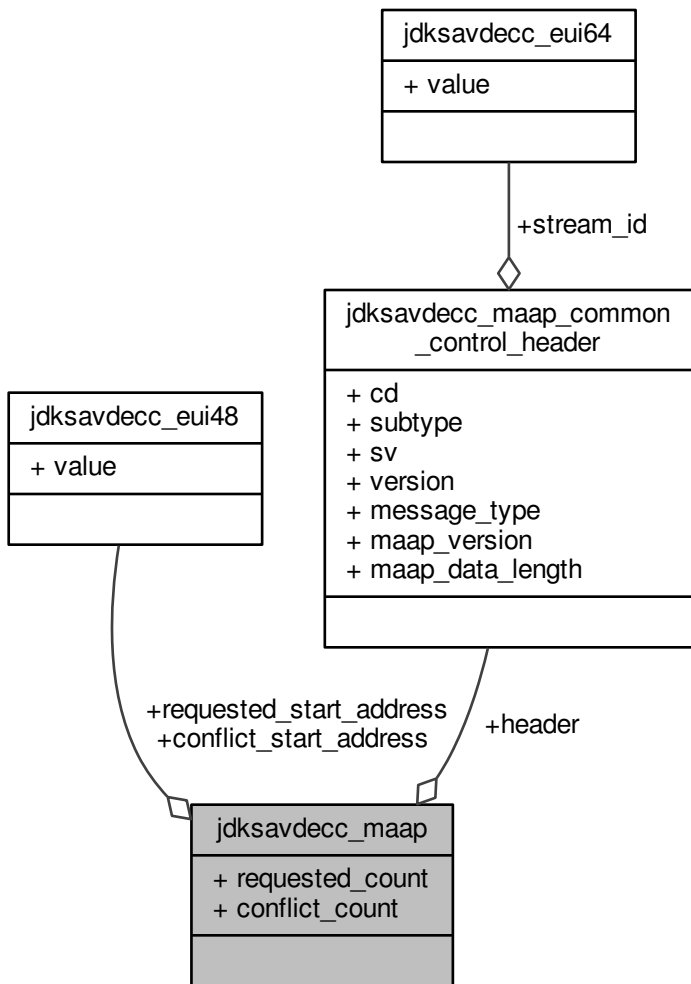 jdksavdecc_eui64
+ value
+stream_id
jdksavdecc_maap_common
_control_header
+ cd
+ subtype
+ sv
+ version
+ message_type
+ maap_version
+ maap_data_length
jdksavdecc_eui48
+ value
+requested_start_address
+conflict_start_address
+header
jdksavdecc_maap
+ requested_count
+ conflict_count